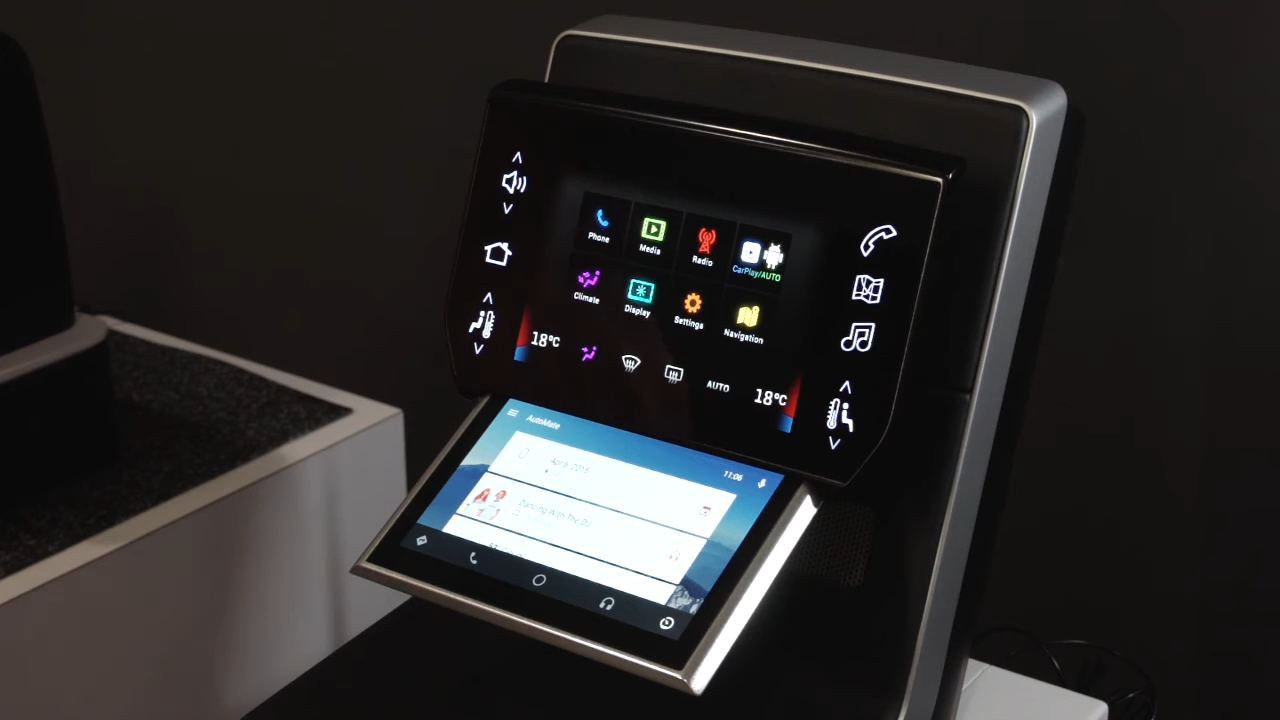 Phone
Media
Radio
CarPlay/AUTO
Climate
Display
Settings
Navigation
18°C
AUTO
18°C
AutoMate
11:06
Apr 6, 2015
Dancing With The DJ